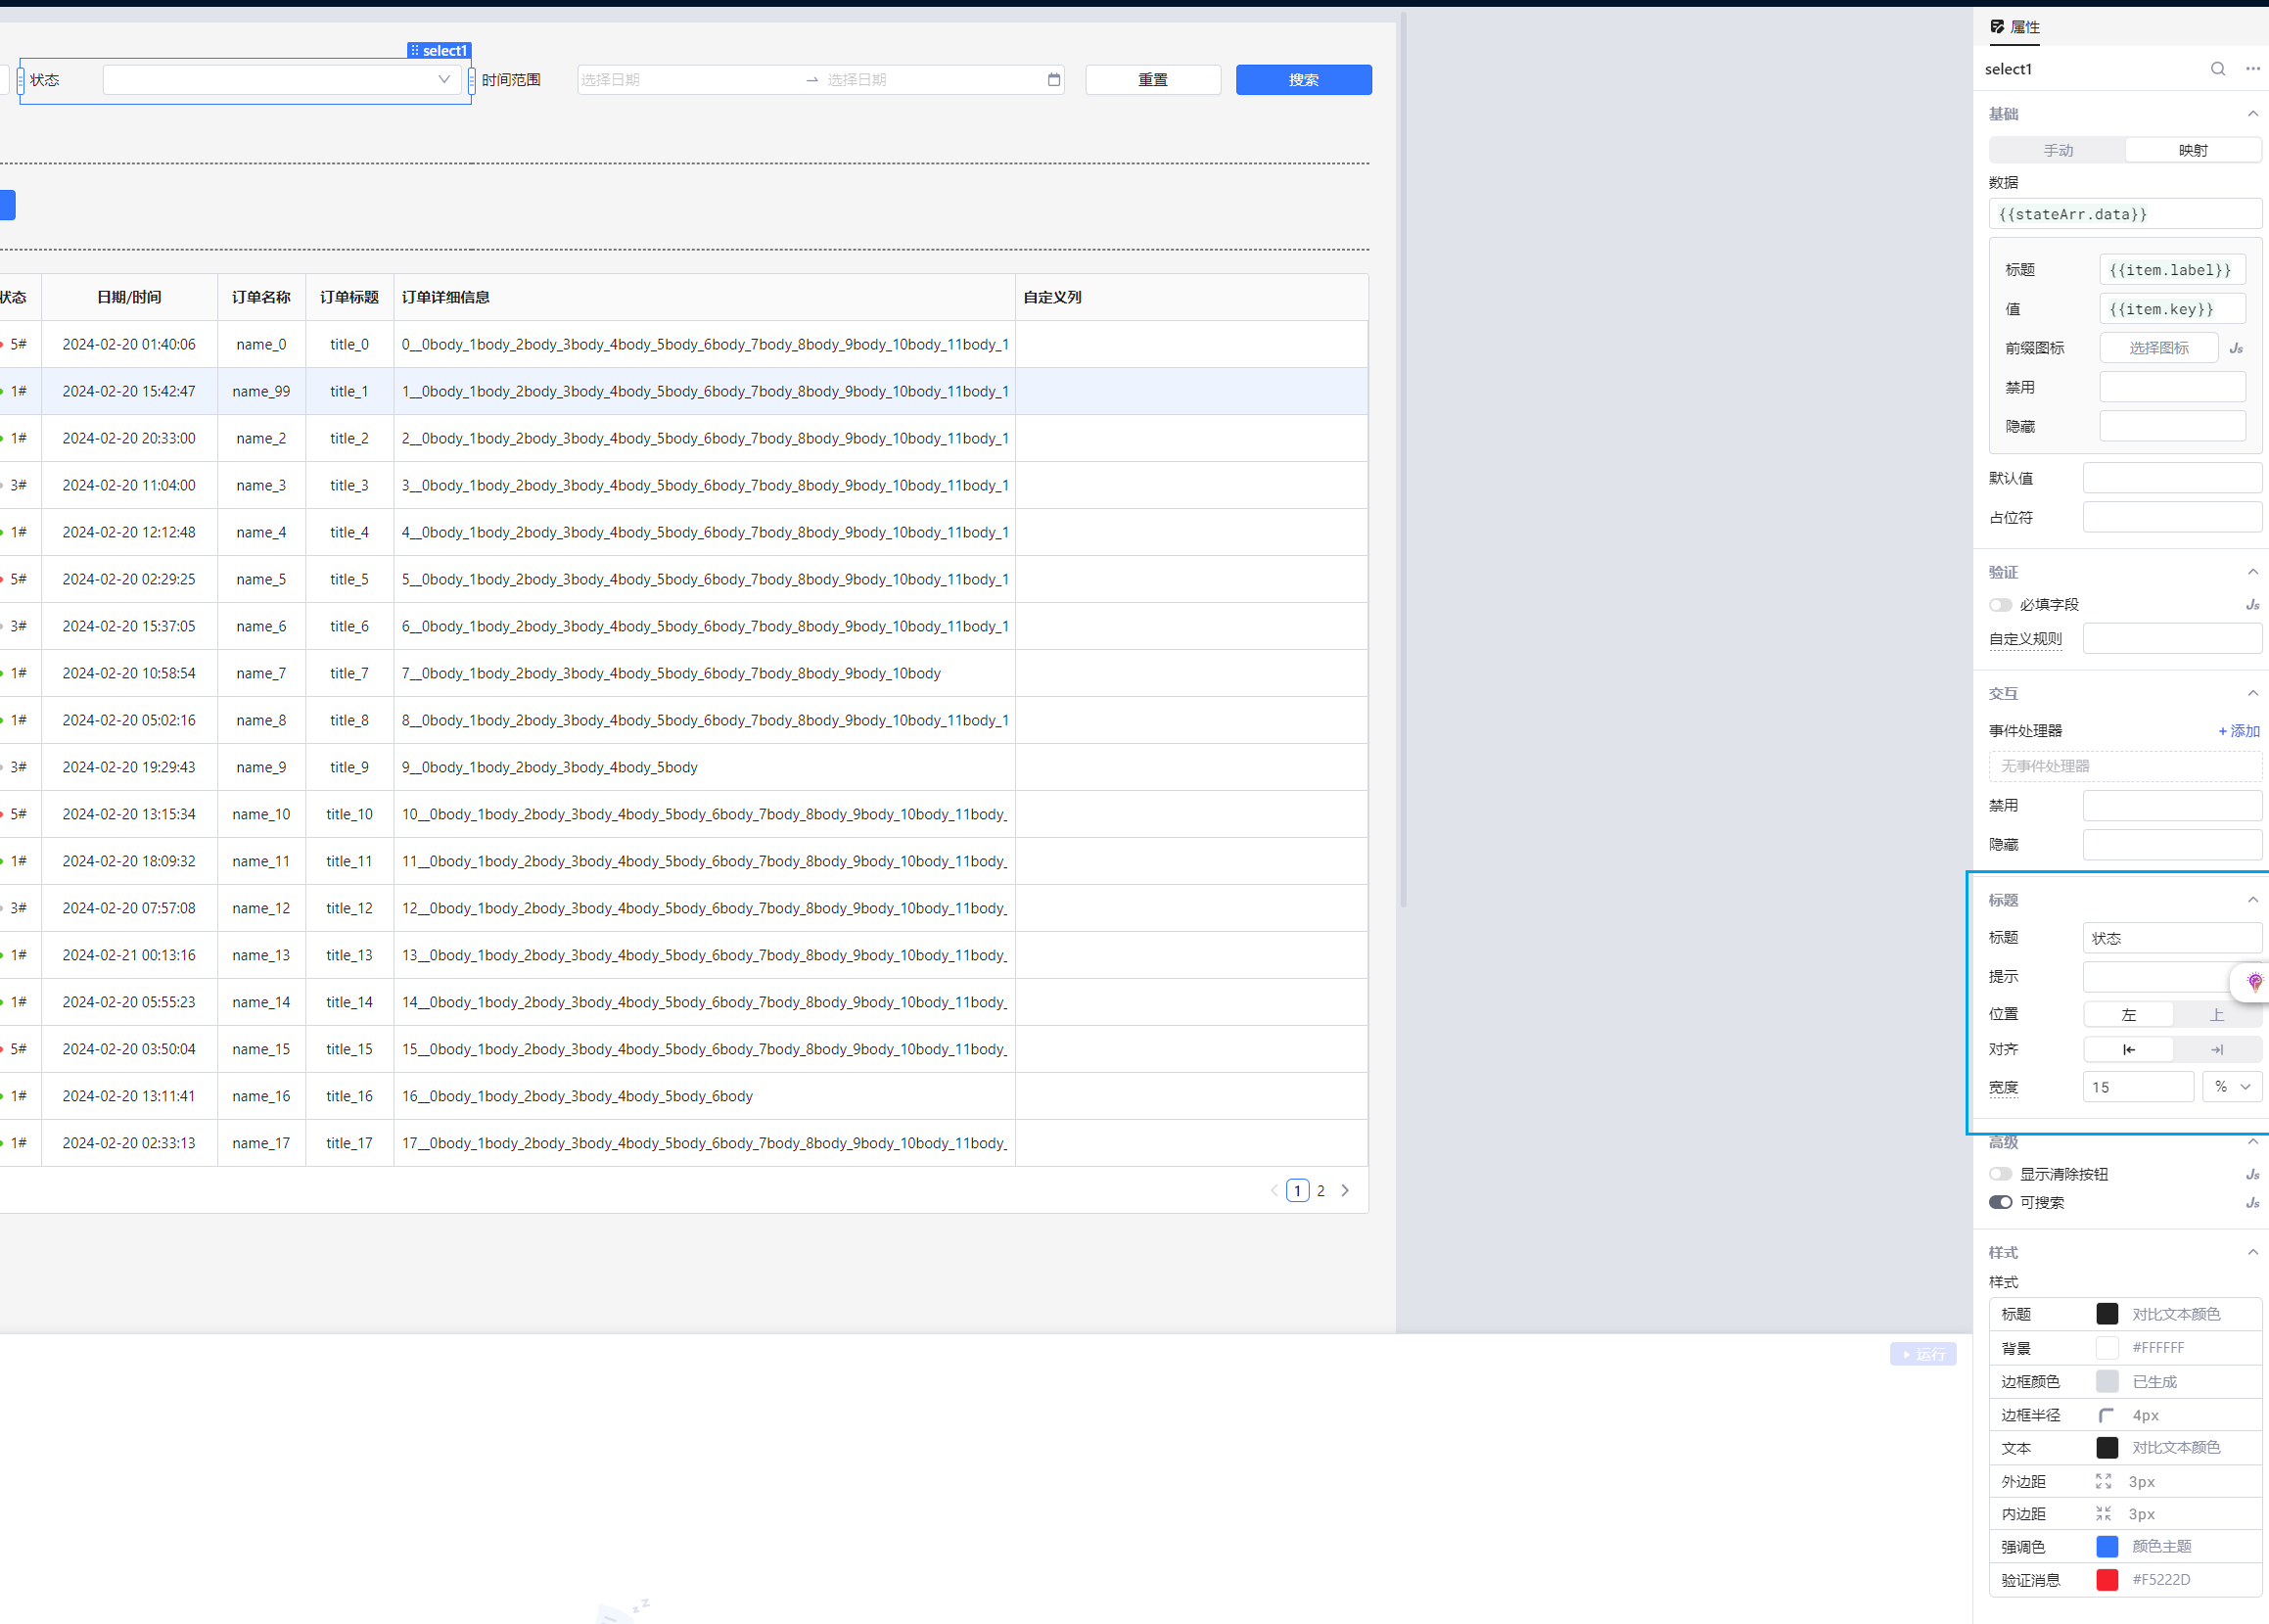 select1
状态
时间范围 选择日期 → 选择日期 重置 搜索
状态 日期/时间 订单名称 订单标题 订单详细信息 自定义列
5# 2024-02-20 01:40:06 name_0 title_0 0__0body_1body_2body_3body_4body_5body_6body_7body_8body_9body_10body_11body_1
1# 2024-02-20 15:42:47 name_99 title_1 1__0body_1body_2body_3body_4body_5body_6body_7body_8body_9body_10body_11body_1
1# 2024-02-20 20:33:00 name_2 title_2 2__0body_1body_2body_3body_4body_5body_6body_7body_8body_9body_10body_11body_1
3# 2024-02-20 11:04:00 name_3 title_3 3__0body_1body_2body_3body_4body_5body_6body_7body_8body_9body_10body_11body_1
1# 2024-02-20 12:12:48 name_4 title_4 4__0body_1body_2body_3body_4body_5body_6body_7body_8body_9body_10body_11body_1
5# 2024-02-20 02:29:25 name_5 title_5 5__0body_1body_2body_3body_4body_5body_6body_7body_8body_9body_10body_11body_1
3# 2024-02-20 15:37:05 name_6 title_6 6__0body_1body_2body_3body_4body_5body_6body_7body_8body_9body_10body_11body_1
1# 2024-02-20 10:58:54 name_7 title_7 7__0body_1body_2body_3body_4body_5body_6body_7body_8body_9body_10body
1# 2024-02-20 05:02:16 name_8 title_8 8__0body_1body_2body_3body_4body_5body_6body_7body_8body_9body_10body_11body_1
3# 2024-02-20 19:29:43 name_9 title_9 9__0body_1body_2body_3body_4body_5body
5# 2024-02-20 13:15:34 name_10 title_10 10__0body_1body_2body_3body_4body_5body_6body_7body_8body_9body_10body_11body_
1# 2024-02-20 18:09:32 name_11 title_11 11__0body_1body_2body_3body_4body_5body_6body_7body_8body_9body_10body_11body_
3# 2024-02-20 07:57:08 name_12 title_12 12__0body_1body_2body_3body_4body_5body_6body_7body_8body_9body_10body_11body_
1# 2024-02-21 00:13:16 name_13 title_13 13__0body_1body_2body_3body_4body_5body_6body_7body_8body_9body_10body_11body_
1# 2024-02-20 05:55:23 name_14 title_14 14__0body_1body_2body_3body_4body_5body_6body_7body_8body_9body_10body_11body_
5# 2024-02-20 03:50:04 name_15 title_15 15__0body_1body_2body_3body_4body_5body_6body_7body_8body_9body_10body_11body_
1# 2024-02-20 13:11:41 name_16 title_16 16__0body_1body_2body_3body_4body_5body_6body
1# 2024-02-20 02:33:13 name_17 title_17 17__0body_1body_2body_3body_4body_5body_6body_7body_8body_9body_10body_11body_
1 2
运行
z z z
属性
select1
基础
手动 映射
数据
{{stateArr.data}}
标题 {{item.label}}
值 {{item.key}}
前缀图标 选择图标 Js
禁用
隐藏
默认值
占位符
验证
必填字段 Js
自定义规则
交互
事件处理器 + 添加
无事件处理器
禁用
隐藏
标题
标题 状态
提示
位置 左 上
对齐
宽度 15 %
高级
显示清除按钮 Js
可搜索 Js
样式
样式
标题 对比文本颜色
背景 #FFFFFF
边框颜色 已生成
边框半径 4px
文本 对比文本颜色
外边距 3px
内边距 3px
强调色 颜色主题
验证消息 #F5222D